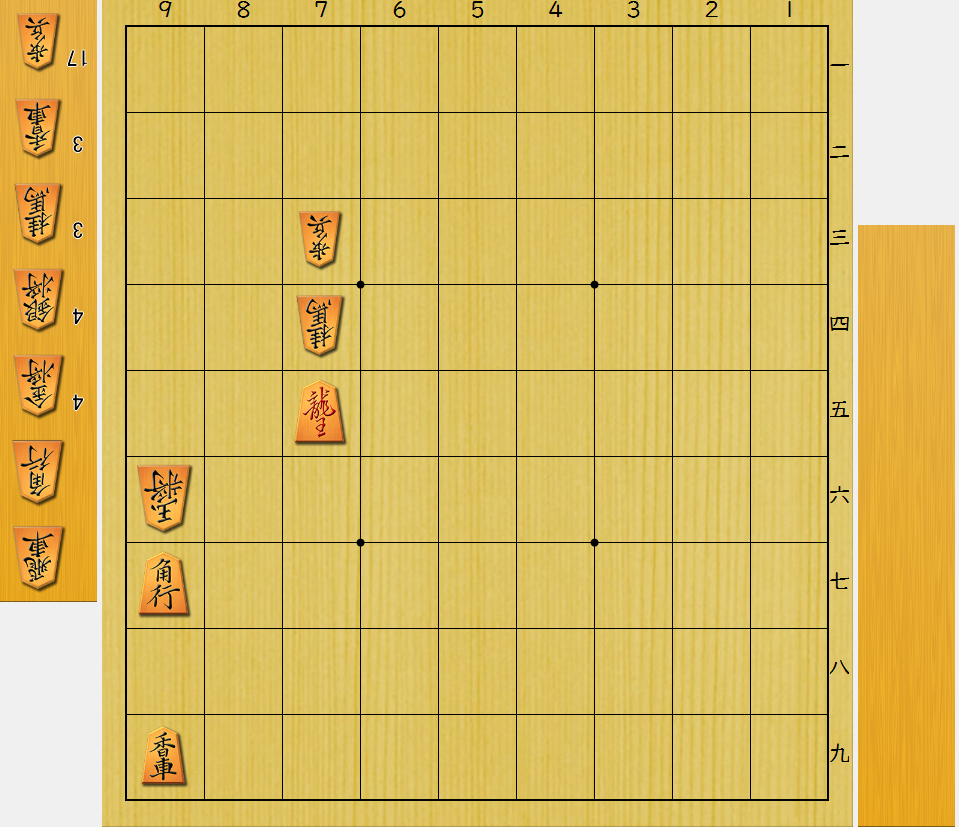 9 8 7 6 5 4 3 2 1
歩兵 17
香車 3
桂馬 3
銀将 4
金将 4
角行
飛車
一
二
歩兵 三
桂馬 四
龍王 五
玉将 六
角行 七
八
香車 九